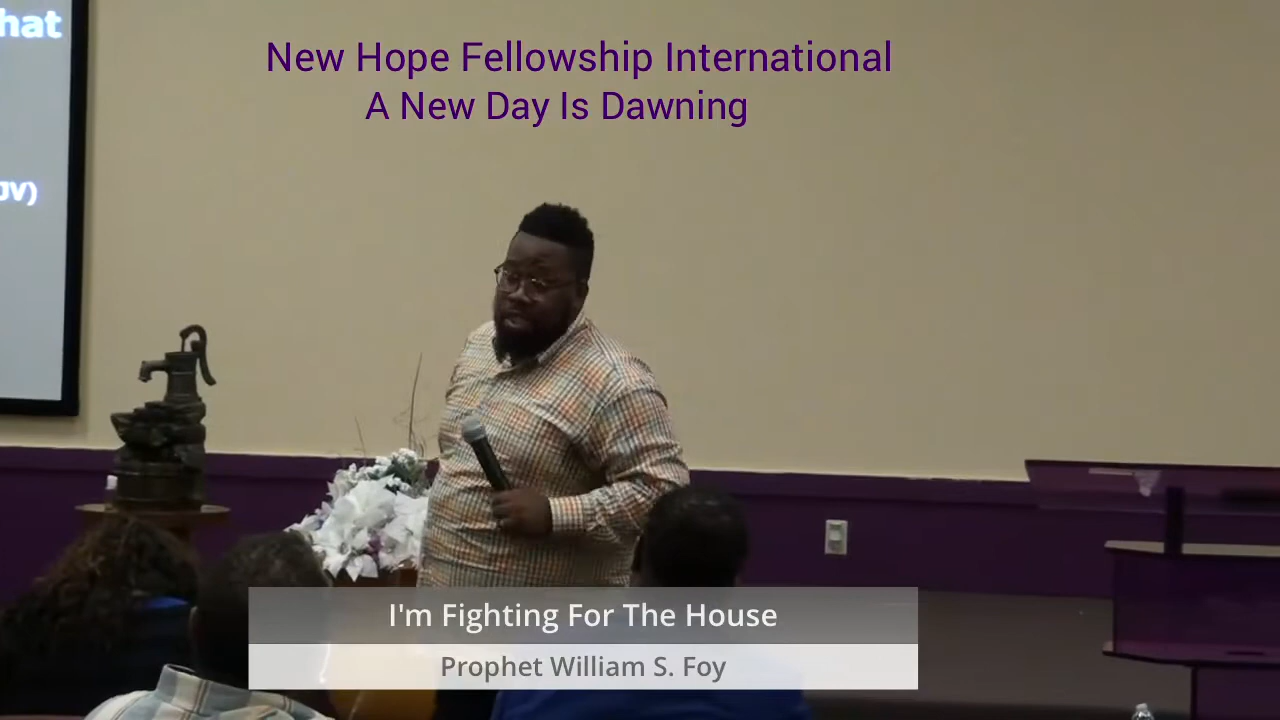 hat
New Hope Fellowship International
A New Day Is Dawning
JV)
I'm Fighting For The House
Prophet William S. Foy